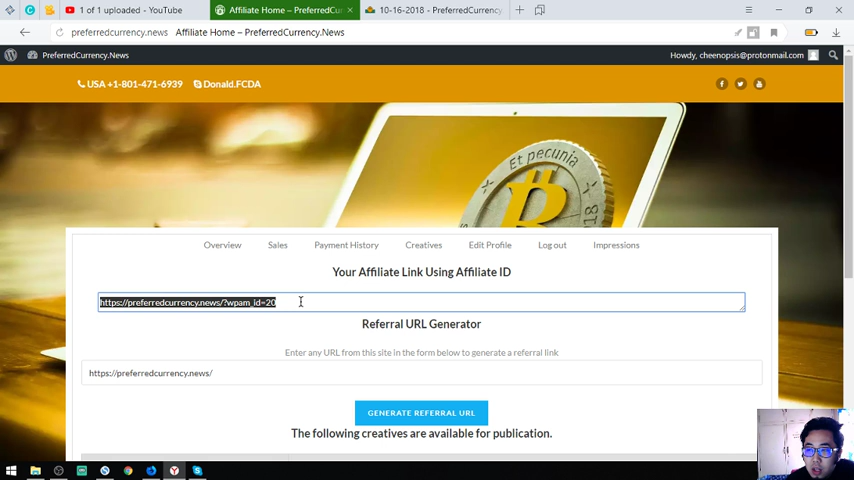 1 of 1 uploaded - YouTube
Affiliate Home – PreferredCu
10-16-2018 - PreferredCurrency
preferredcurrency.news Affiliate Home – PreferredCurrency.News
PreferredCurrency.News
Howdy, cheenopsis@protonmail.com
USA +1-801-471-6939
Donald.FCDA
Et pecunia
B
Overview
Sales
Payment History
Creatives
Edit Profile
Log out
Impressions
Your Affiliate Link Using Affiliate ID
https://preferredcurrency.news/?wpam_id=20
Referral URL Generator
Enter any URL from this site in the form below to generate a referral link
https://preferredcurrency.news/
GENERATE REFERRAL URL
The following creatives are available for publication.